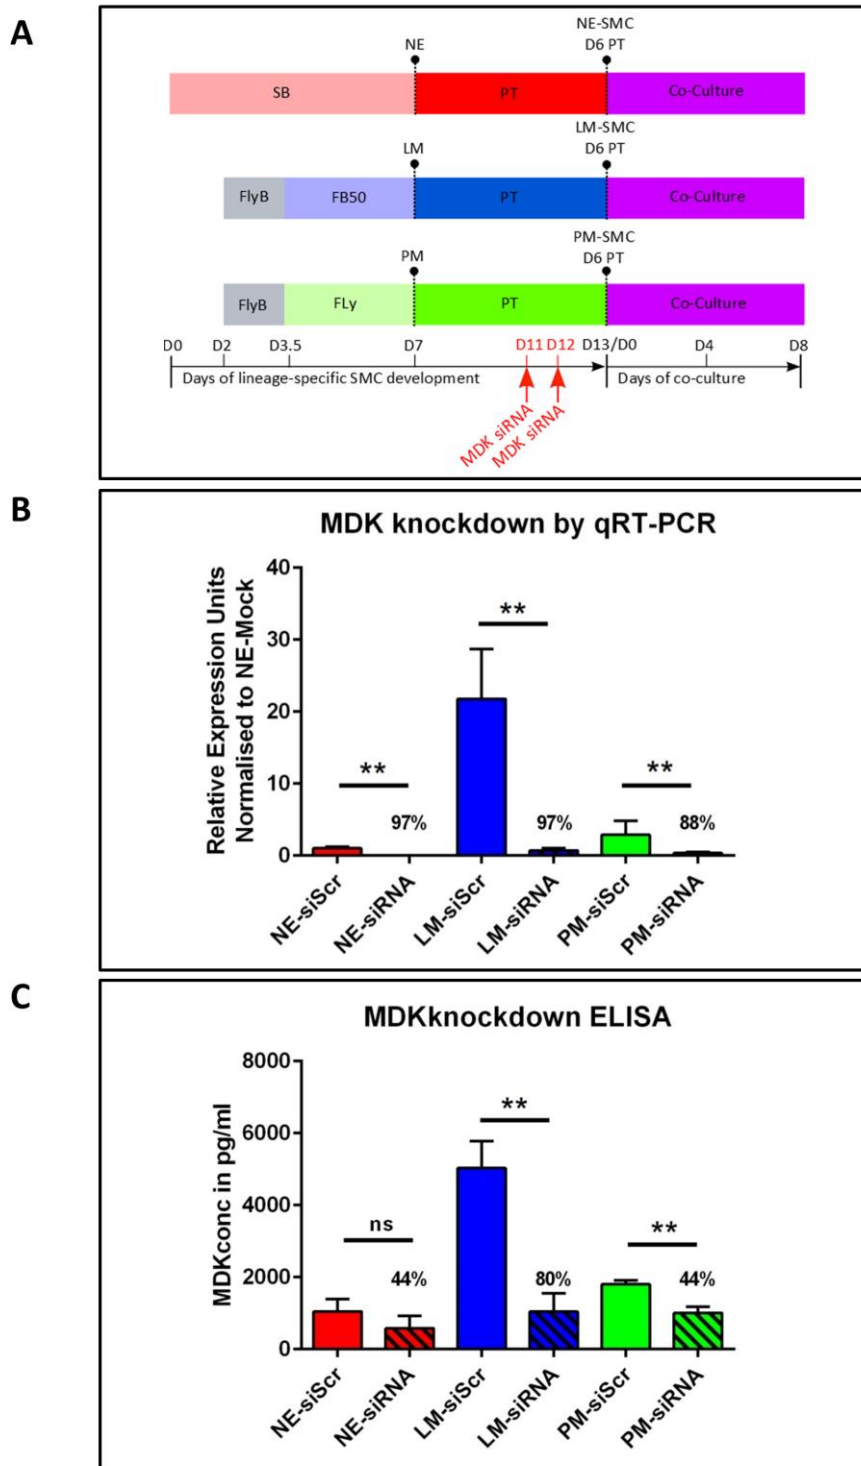 A
NE
NE-SMC
D6 PT
SB
PT
Co-Culture
LM
LM-SMC
D6 PT
FlyB
FB50
PT
Co-Culture
PM
PM-SMC
D6 PT
FlyB
FLy
PT
Co-Culture
D0
D2
D3.5
D7
D11
D12
D13/D0
D4
D8
Days of lineage-specific SMC development
Days of co-culture
MDK siRNA
MDK siRNA
B
MDK knockdown by qRT-PCR
Relative Expression Units
Normalised to NE-Mock
40
30
20
10
0
**
**
**
97%
97%
88%
NE-siScr
NE-siRNA
LM-siScr
LM-siRNA
PM-siScr
PM-siRNA
C
MDKknockdown ELISA
MDKconc in pg/ml
8000
6000
4000
2000
0
ns
**
**
44%
80%
44%
NE-siScr
NE-siRNA
LM-siScr
LM-siRNA
PM-siScr
PM-siRNA